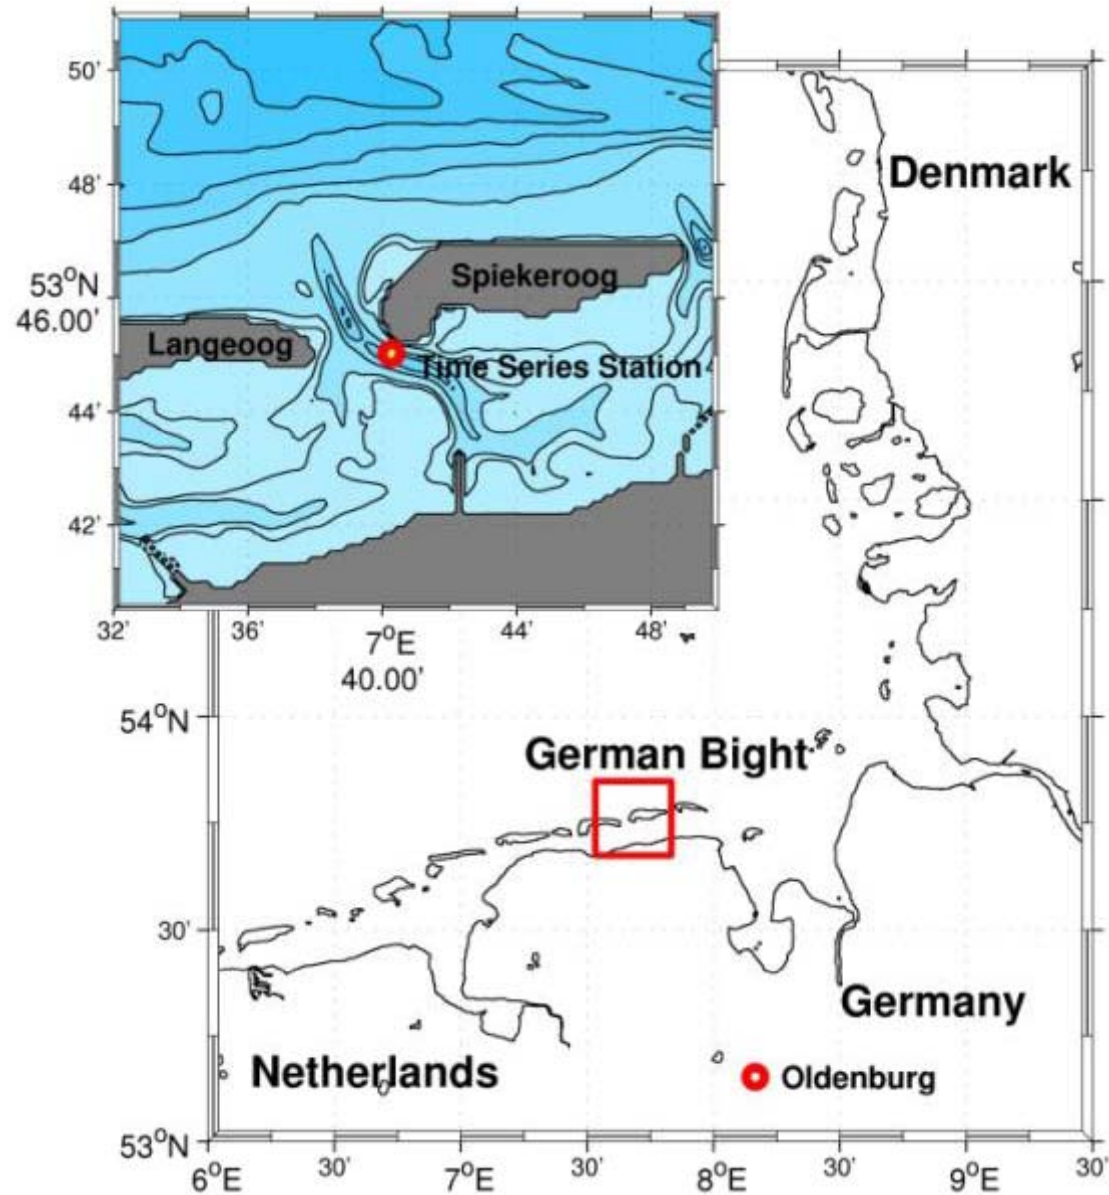 50'
48'
53°N
46.00'
44'
42'
Spiekeroog
Langeoog
Time Series Station
32'
36'
7°E
40.00'
44'
48'
Denmark
54°N
German Bight
30'
Germany
Netherlands
Oldenburg
53°N
6°E
30'
7°E
30'
8°E
30'
9°E
30'